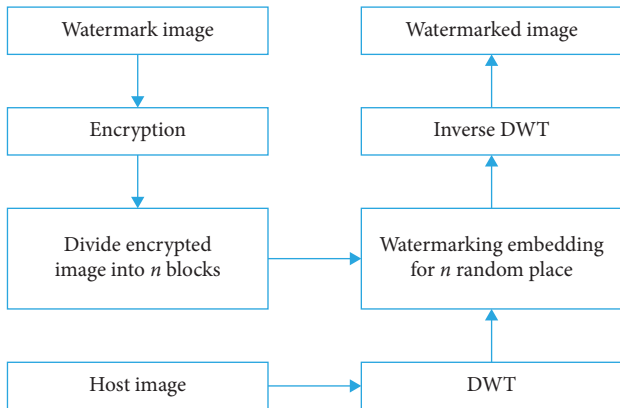 Watermark image
Watermarked image
Encryption
Inverse DWT
Divide encrypted
image into n blocks
Watermarking embedding
for n random place
Host image
DWT